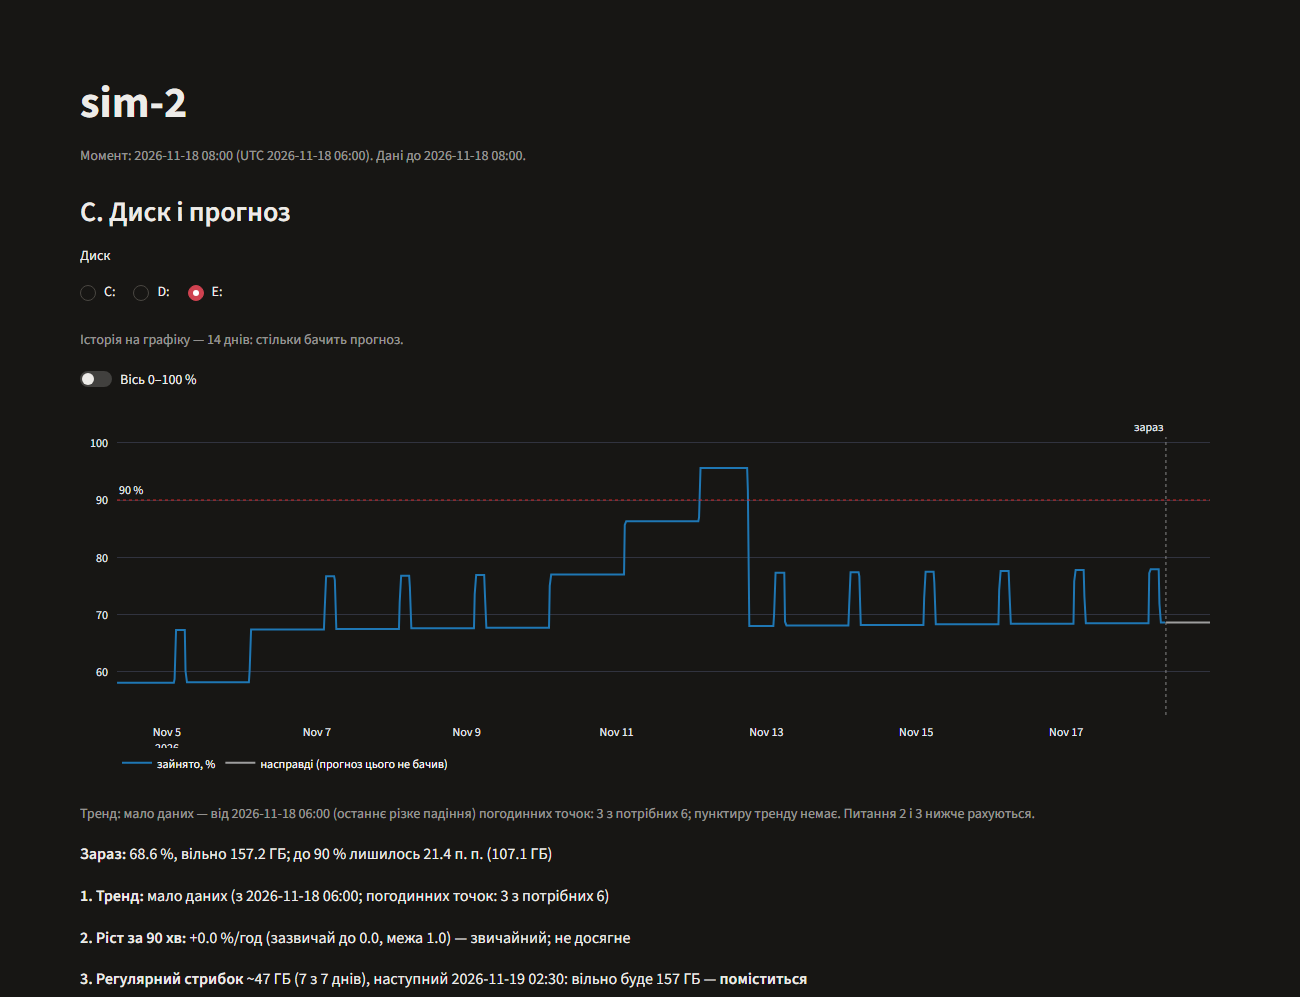 sim-2
Момент: 2026-11-18 08:00 (UTC 2026-11-18 06:00). Дані до 2026-11-18 08:00.
C. Диск і прогноз
Диск
C: D: E:
Історія на графіку — 14 днів: стільки бачить прогноз.
Вісь 0–100 %
зараз
100
90 %
90
80
70
60
Nov 5 Nov 7 Nov 9 Nov 11 Nov 13 Nov 15 Nov 17
2026
зайнято, % насправді (прогноз цього не бачив)
Тренд: мало даних — від 2026-11-18 06:00 (останнє різке падіння) погодинних точок: 3 з потрібних 6; пунктиру тренду немає. Питання 2 і 3 нижче рахуються.
Зараз: 68.6 %, вільно 157.2 ГБ; до 90 % лишилось 21.4 п. п. (107.1 ГБ)
1. Тренд: мало даних (з 2026-11-18 06:00; погодинних точок: 3 з потрібних 6)
2. Ріст за 90 хв: +0.0 %/год (зазвичай до 0.0, межа 1.0) — звичайний; не досягне
3. Регулярний стрибок ~47 ГБ (7 з 7 днів), наступний 2026-11-19 02:30: вільно буде 157 ГБ — поміститься